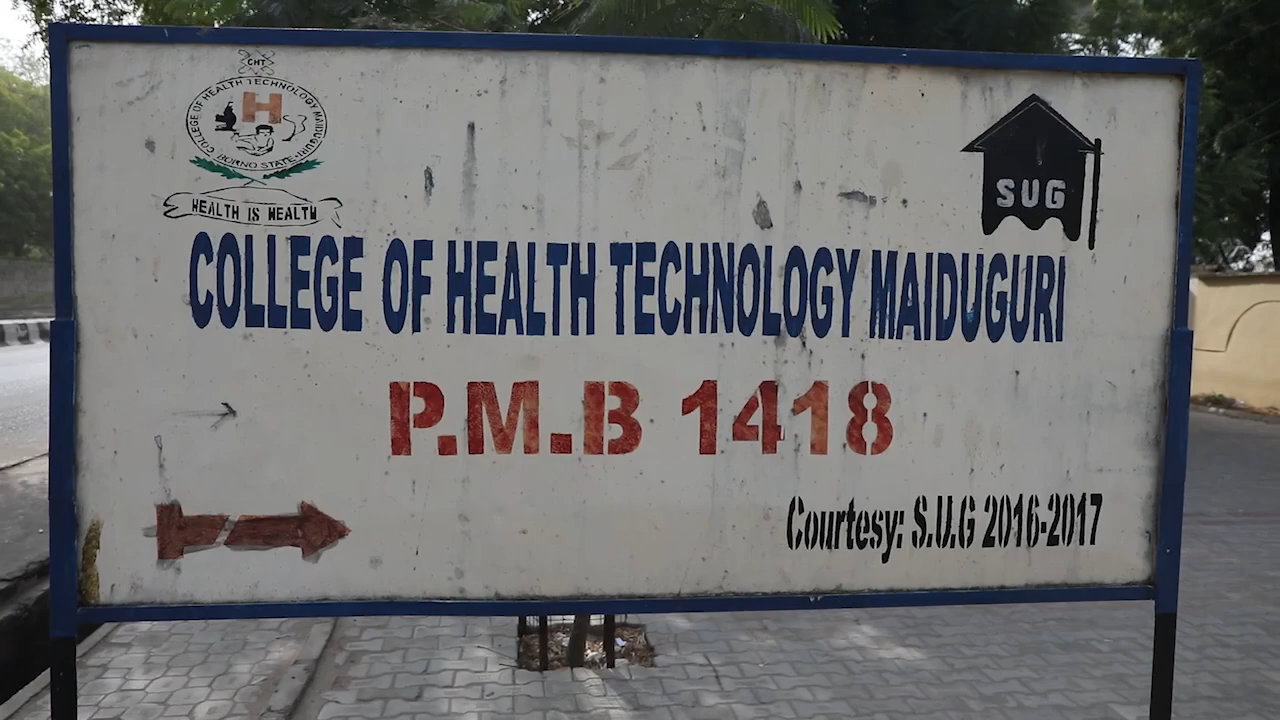 CHT
COLLEGE OF HEALTH TECHNOLOGY MAIDUGURI
H
BORNO STATE
HEALTH IS WEALTH
SUG
COLLEGE OF HEALTH TECHNOLOGY MAIDUGURI
P.M.B 1418
Courtesy: S.U.G 2016-2017